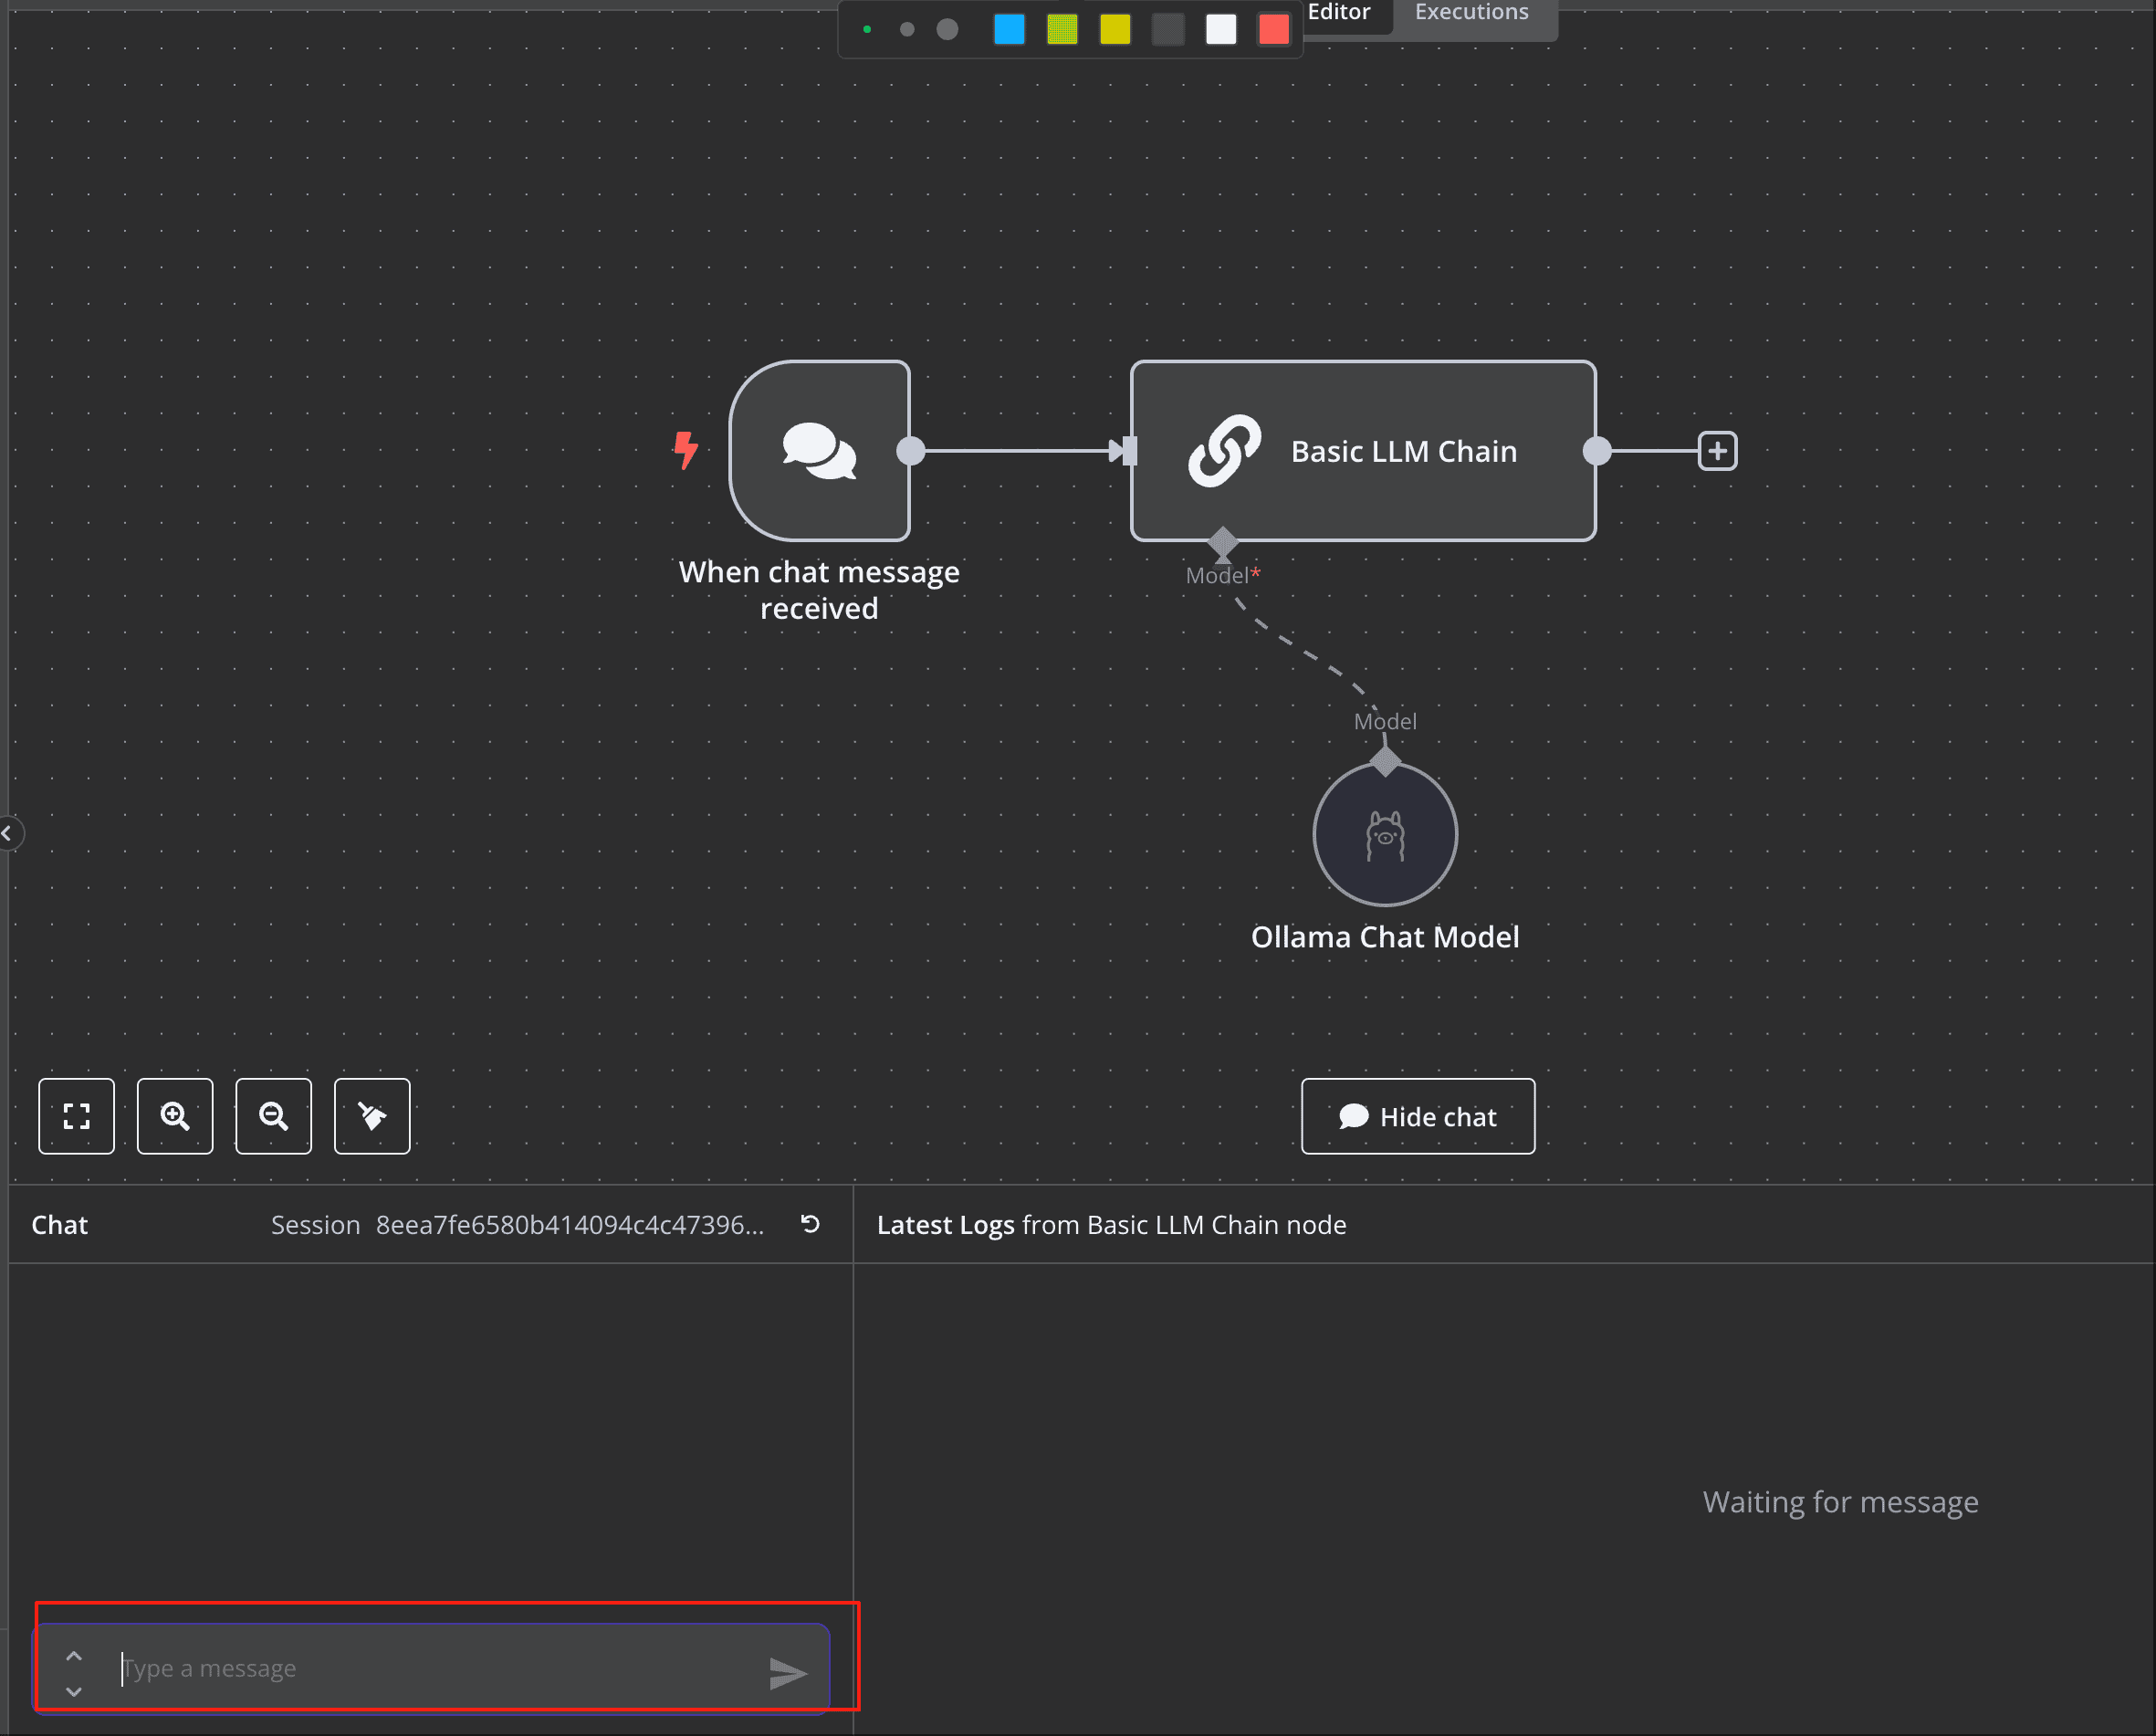 Editor Executions
Basic LLM Chain
When chat message
received
Model*
Model
Ollama Chat Model
Hide chat
Chat Session 8eea7fe6580b414094c4c47396... Latest Logs from Basic LLM Chain node
Waiting for message
Type a message